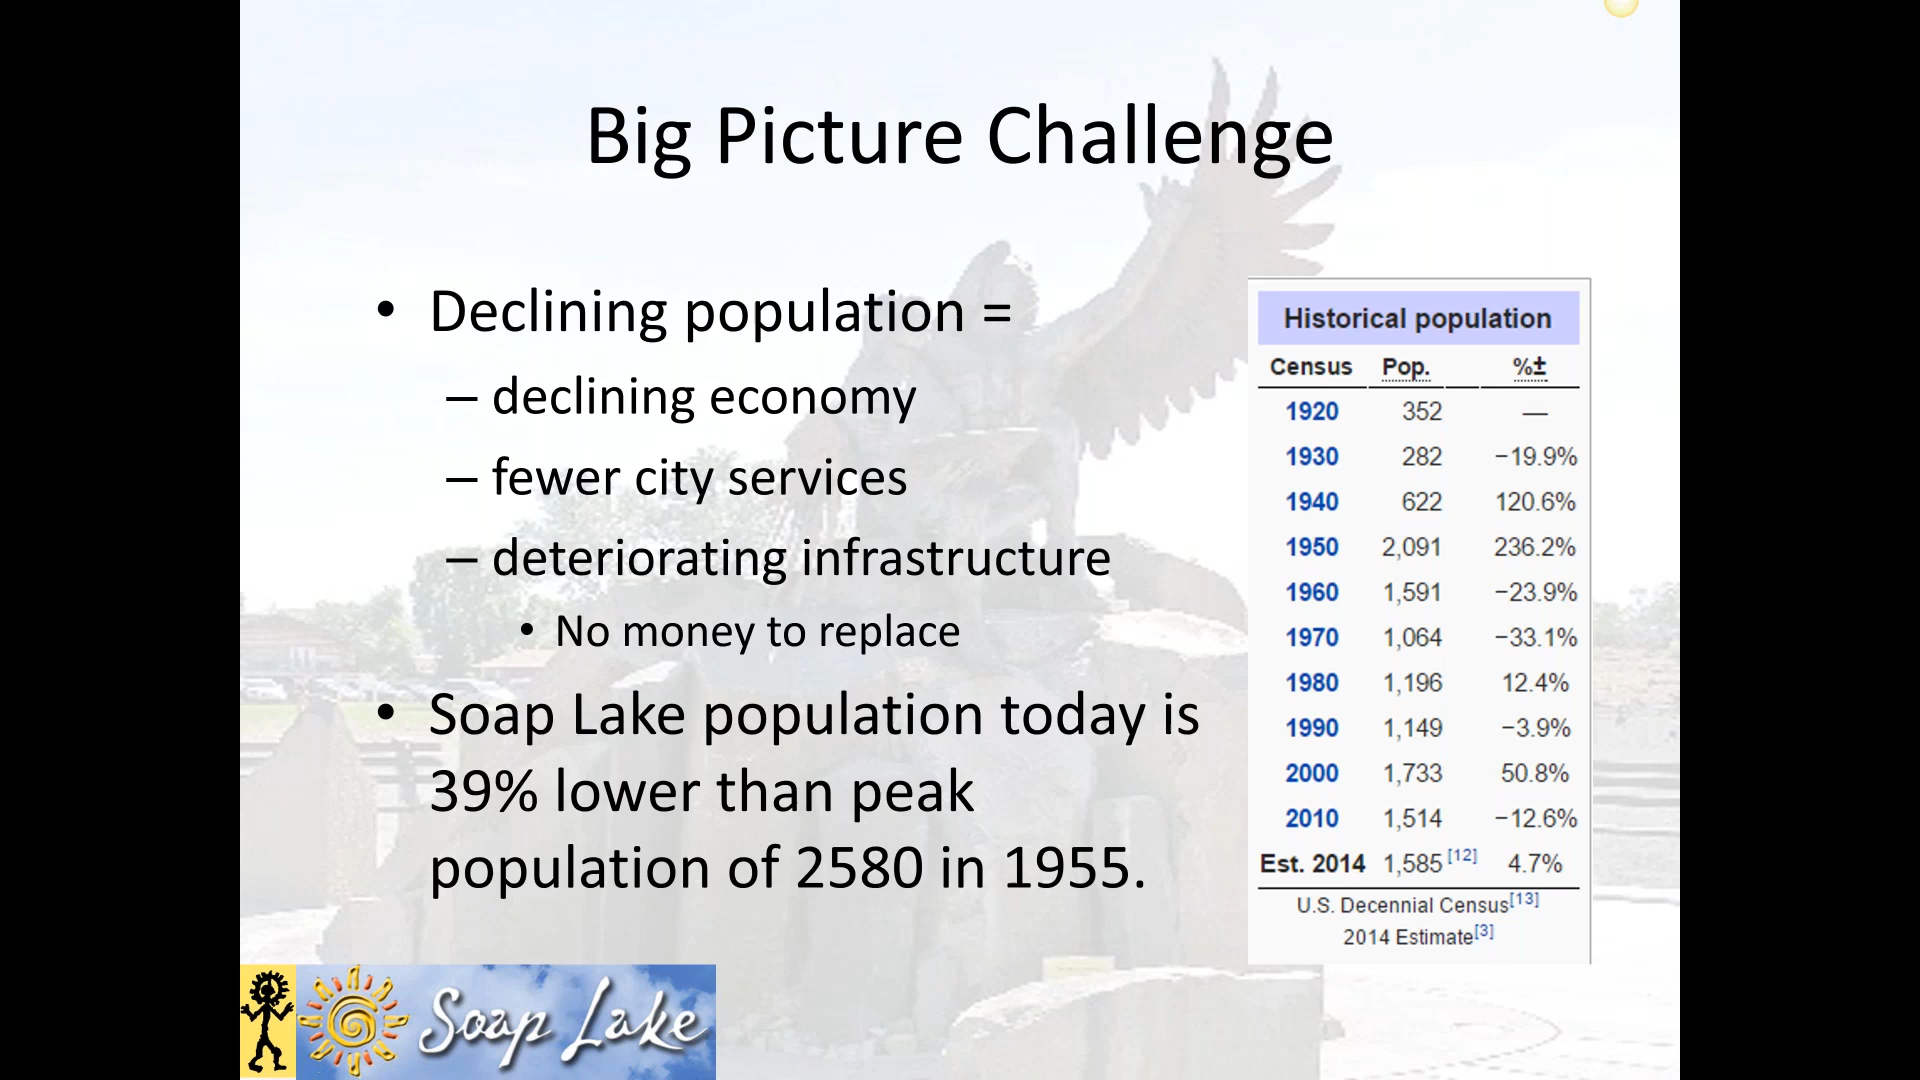 Big Picture Challenge
• Declining population =
– declining economy
– fewer city services
– deteriorating infrastructure
• No money to replace
• Soap Lake population today is
39% lower than peak
population of 2580 in 1955.
Historical population
Census Pop. %±
1920 352 —
1930 282 −19.9%
1940 622 120.6%
1950 2,091 236.2%
1960 1,591 −23.9%
1970 1,064 −33.1%
1980 1,196 12.4%
1990 1,149 −3.9%
2000 1,733 50.8%
2010 1,514 −12.6%
Est. 2014 1,585 [12] 4.7%
U.S. Decennial Census[13]
2014 Estimate[3]
Soap Lake